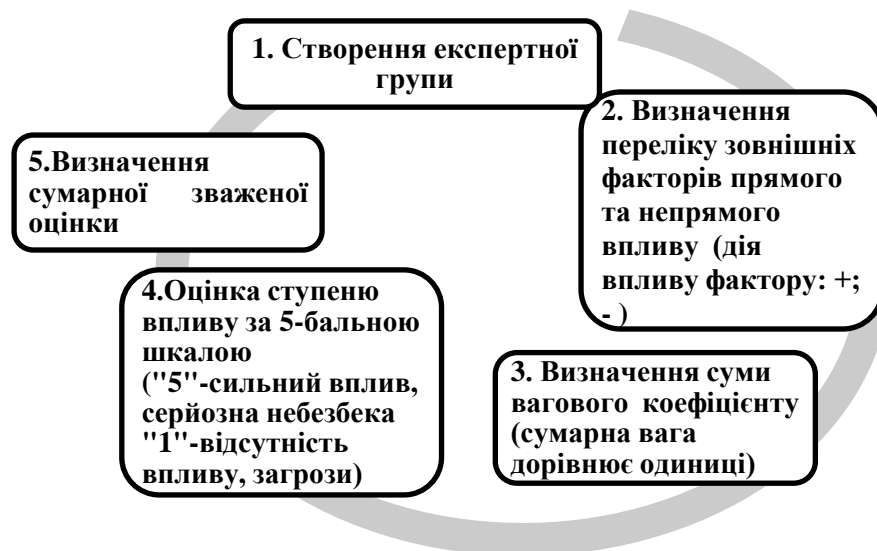 1. Створення експертної
групи
2. Визначення
переліку зовнішніх
факторів прямого
та непрямого
впливу (дія
впливу фактору: +;
- )
3. Визначення суми
вагового коефіцієнту
(сумарна вага
дорівнює одиниці)
4.Оцінка ступеню
впливу за 5-бальною
шкалою
("5"-сильний вплив,
серйозна небезбека
"1"-відсутність
впливу, загрози)
5.Визначення
сумарної зваженої
оцінки